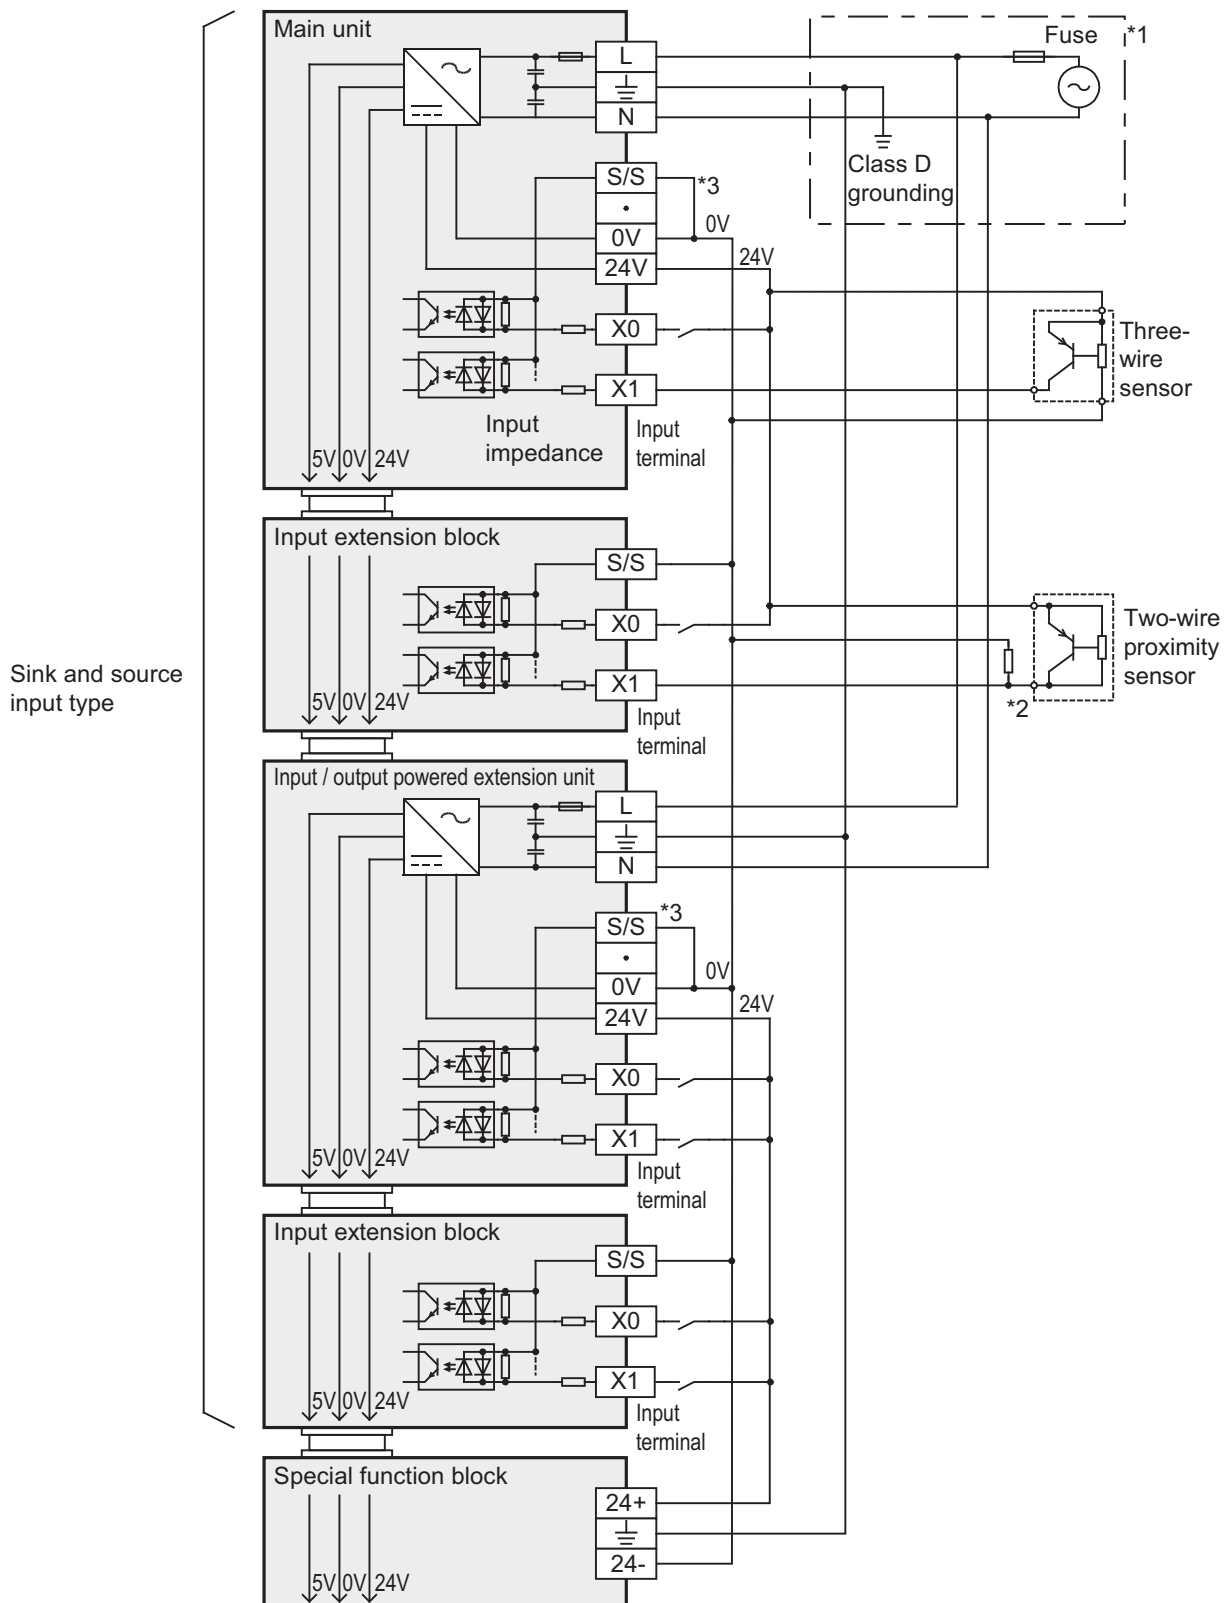 Main unit
Fuse
*1
L
N
Class D
grounding
S/S
*3
•
0V
0V
24V
24V
X0
Three-
wire
sensor
X1
Input
impedance
Input
terminal
5V
0V
24V
Input extension block
S/S
X0
Two-wire
proximity
sensor
X1
*2
Sink and source
input type
5V
0V
24V
Input
terminal
Input / output powered extension unit
L
N
S/S
*3
•
0V
0V
24V
24V
X0
X1
5V
0V
24V
Input
terminal
Input extension block
S/S
X0
X1
5V
0V
24V
Input
terminal
Special function block
24+
24-
5V
0V
24V